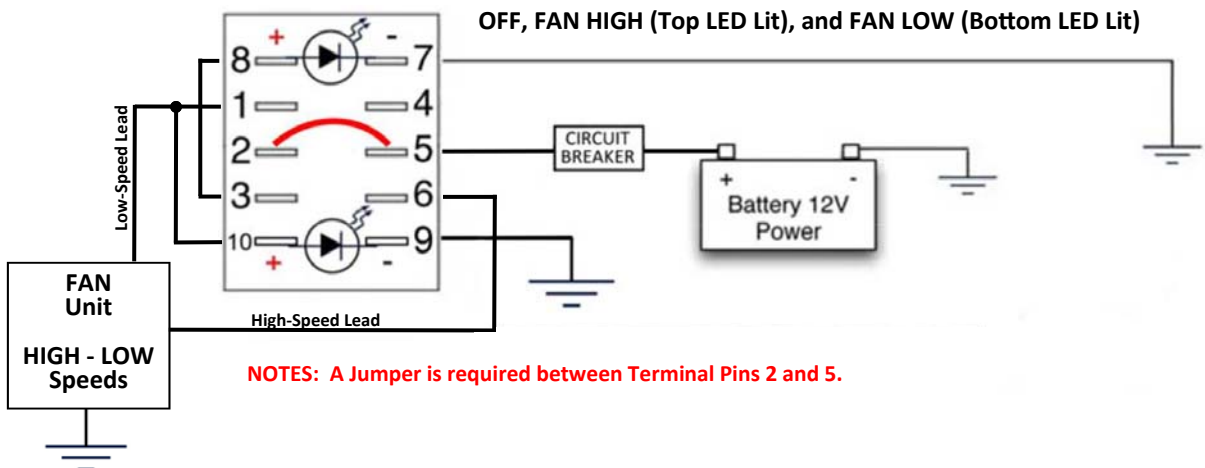 OFF, FAN HIGH (Top LED Lit), and FAN LOW (Bottom LED Lit)
+ -
8 7
1 4
2 5
3 6
10 9
+ -
Low-Speed Lead
CIRCUIT
BREAKER
+ -
Battery 12V
Power
FAN
Unit
HIGH - LOW
Speeds
High-Speed Lead
NOTES: A Jumper is required between Terminal Pins 2 and 5.